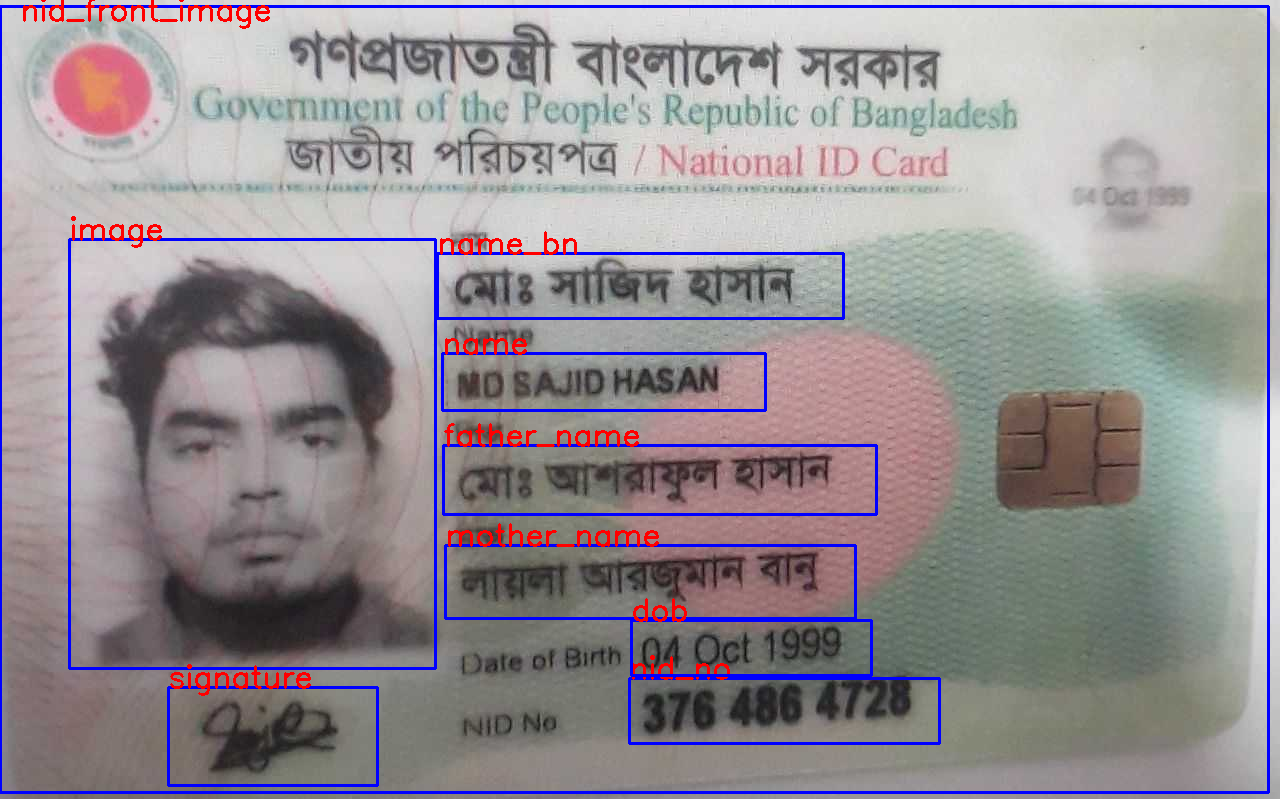 nid_front_image
গণপ্রজাতন্ত্রী বাংলাদেশ সরকার
Government of the People's Republic of Bangladesh
জাতীয় পরিচয়পত্র / National ID Card
04 Oct 1999
image
name_bn
মোঃ সাজিদ হাসান
Name
name
MD SAJID HASAN
father_name
মোঃ আশরাফুল হাসান
mother_name
লায়লা আরজুমান বানু
dob
Date of Birth 04 Oct 1999
nid_no
NID No 376 486 4728
signature